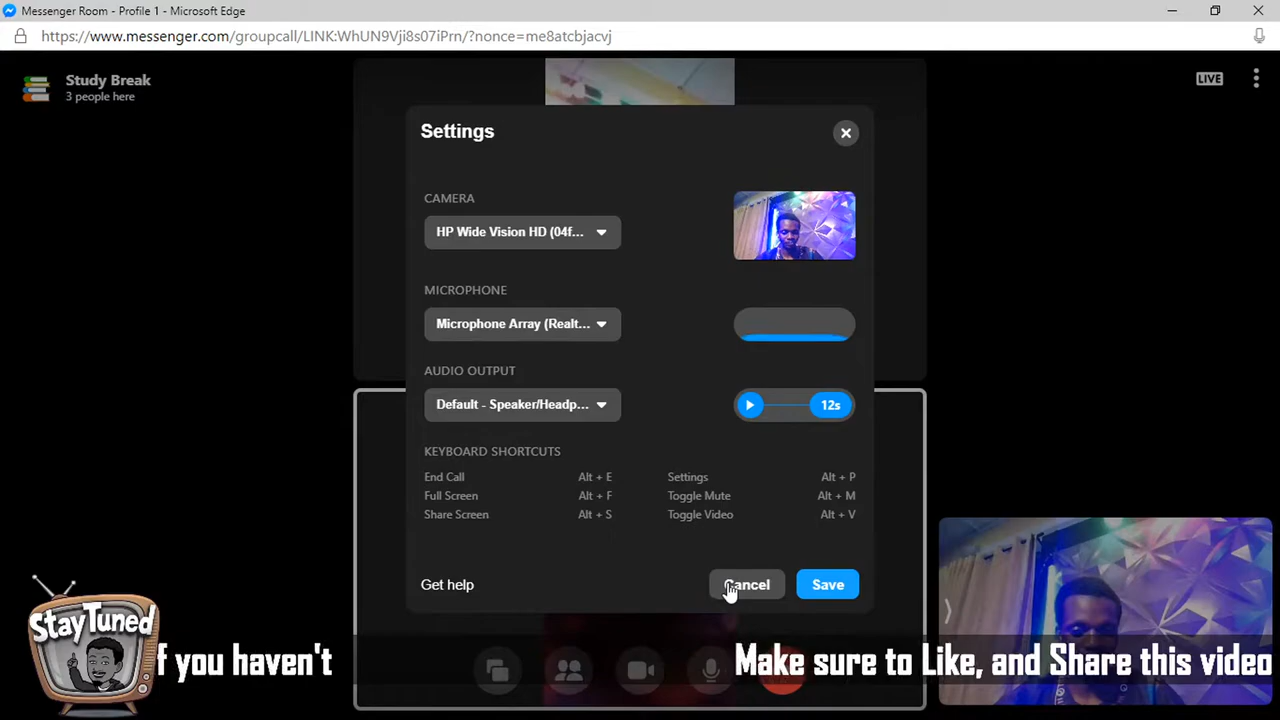 Messenger Room - Profile 1 - Microsoft Edge
https://www.messenger.com/groupcall/LINK:WhUN9Vji8s07iPrn/?nonce=me8atcbjacvj
Study Break
3 people here
LIVE
Settings
CAMERA
HP Wide Vision HD (04f...
MICROPHONE
Microphone Array (Realt...
AUDIO OUTPUT
Default - Speaker/Headp...
12s
KEYBOARD SHORTCUTS
End Call Alt + E Settings Alt + P
Full Screen Alt + F Toggle Mute Alt + M
Share Screen Alt + S Toggle Video Alt + V
Get help Cancel Save
StayTuned
f you haven't Make sure to Like, and Share this video